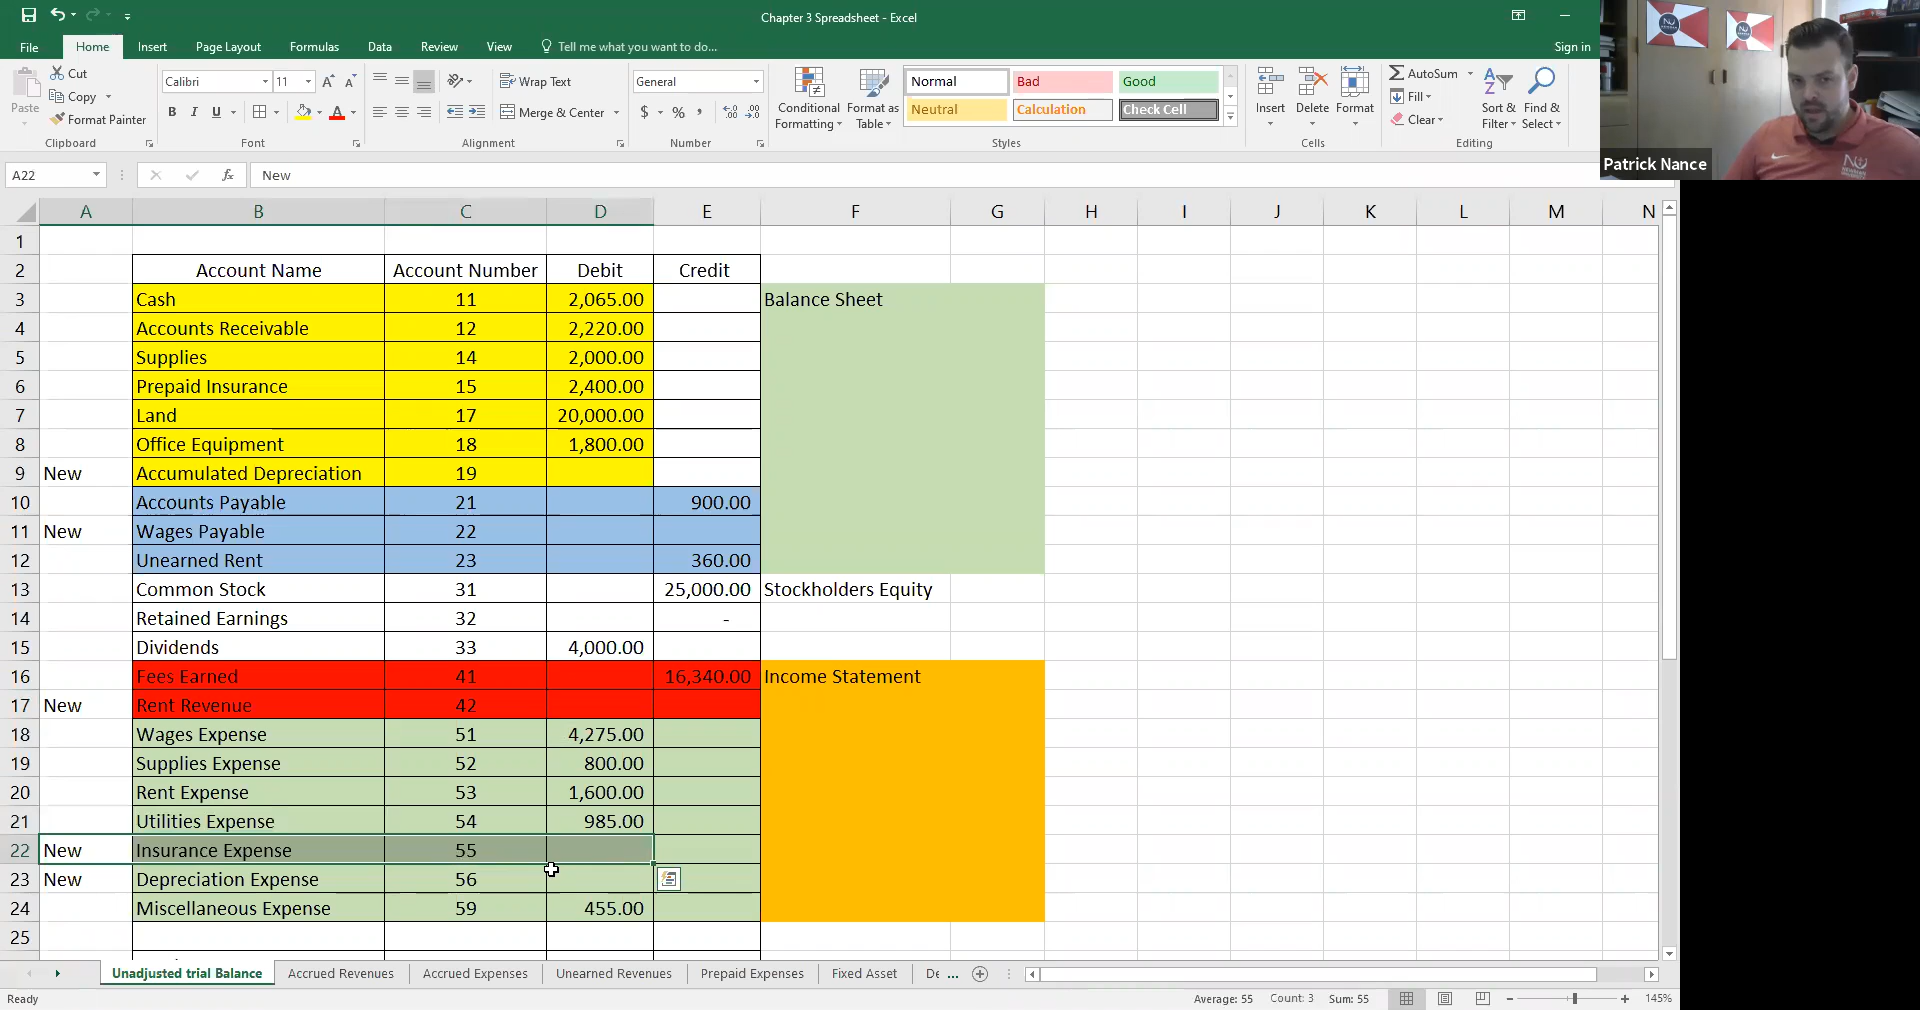 Chapter 3 Spreadsheet - Excel
File Home Insert Page Layout Formulas Data Review View Tell me what you want to do... Sign in
Paste
Cut
Copy
Format Painter
Clipboard
Calibri 11
B I U
Font
Wrap Text
Merge & Center
Alignment
General
$ % ,
Number
Conditional Formatting
Format as Table
Normal Bad Good
Neutral Calculation Check Cell
Styles
Insert Delete Format
Cells
AutoSum
Fill
Clear
Sort & Filter
Find & Select
Editing
Patrick Nance
A22 fx New
A B C D E F G H I J K L M N
1
2 Account Name Account Number Debit Credit
3 Cash 11 2,065.00 Balance Sheet
4 Accounts Receivable 12 2,220.00
5 Supplies 14 2,000.00
6 Prepaid Insurance 15 2,400.00
7 Land 17 20,000.00
8 Office Equipment 18 1,800.00
9 New Accumulated Depreciation 19
10 Accounts Payable 21 900.00
11 New Wages Payable 22
12 Unearned Rent 23 360.00
13 Common Stock 31 25,000.00 Stockholders Equity
14 Retained Earnings 32 -
15 Dividends 33 4,000.00
16 Fees Earned 41 16,340.00 Income Statement
17 New Rent Revenue 42
18 Wages Expense 51 4,275.00
19 Supplies Expense 52 800.00
20 Rent Expense 53 1,600.00
21 Utilities Expense 54 985.00
22 New Insurance Expense 55
23 New Depreciation Expense 56
24 Miscellaneous Expense 59 455.00
25
Unadjusted trial Balance Accrued Revenues Accrued Expenses Unearned Revenues Prepaid Expenses Fixed Asset De ...
Ready Average: 55 Count: 3 Sum: 55 145%